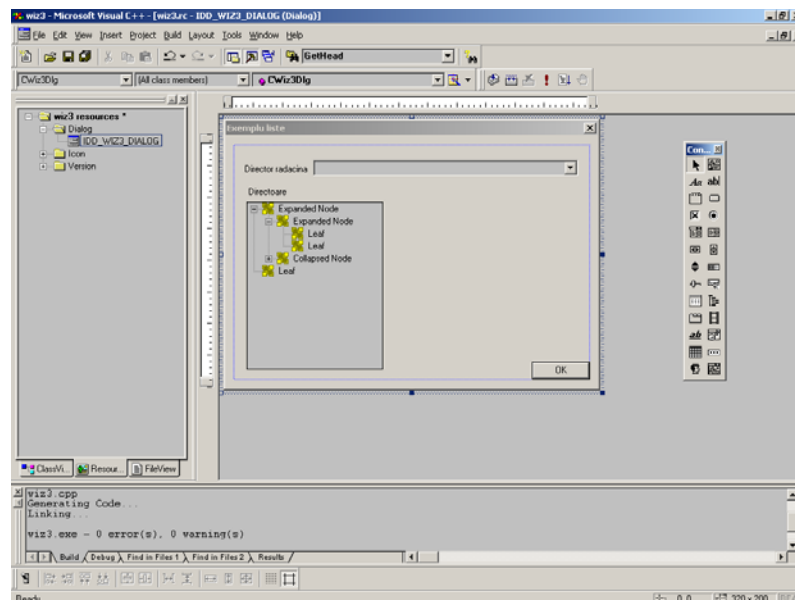 wiz3 - Microsoft Visual C++ - [wiz3.rc - IDD_WIZ3_DIALOG (Dialog)]
File Edit View Insert Project Build Layout Tools Window Help
GetHead
CWiz3Dlg (All class members) CWiz3Dlg
wiz3 resources *
Dialog
IDD_WIZ3_DIALOG
Icon
Version
Exemplu liste
Director radacina
Directoare
Expanded Node
Expanded Node
Leaf
Leaf
Collapsed Node
Leaf
OK
Con...
Aa ab|
ab
ClassVi... Resour... FileView
wiz3.cpp
Generating Code...
Linking...
wiz3.exe - 0 error(s), 0 warning(s)
Build Debug Find in Files 1 Find in Files 2 Results
Ready 0, 0 320 x 200